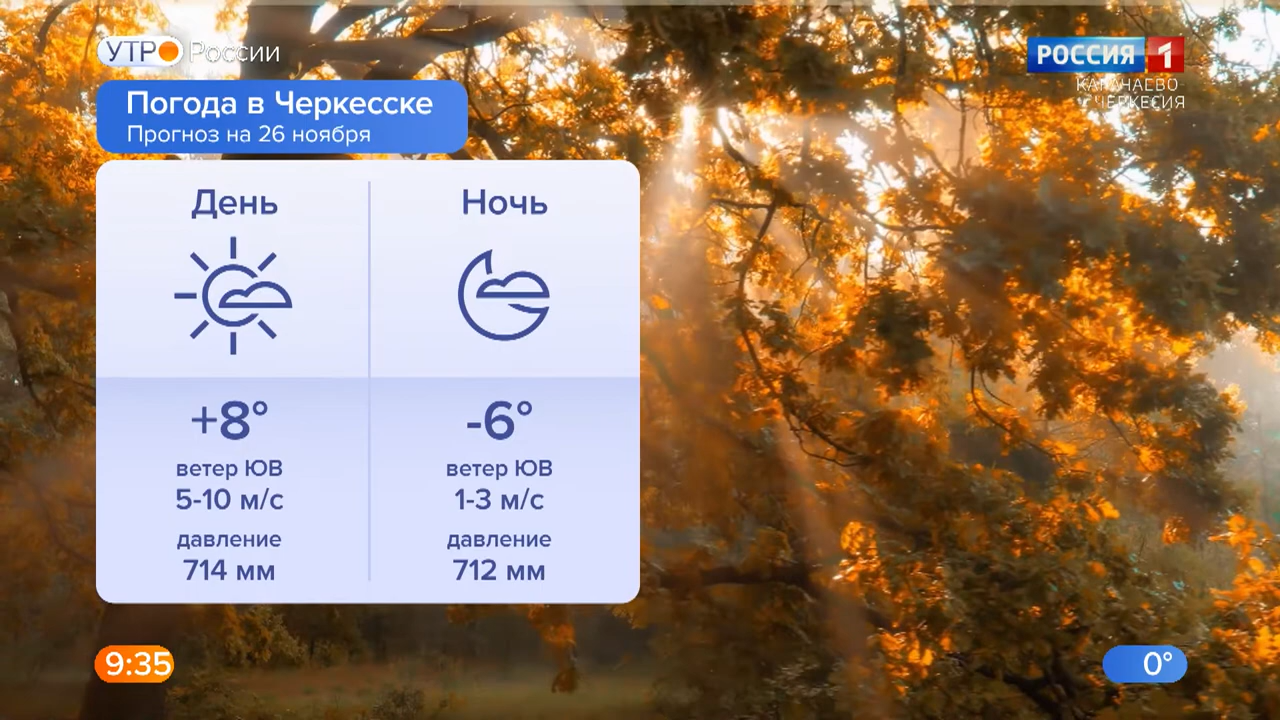 УТРО России
РОССИЯ 1
КАРАЧАЕВО
ЧЕРКЕСИЯ
Погода в Черкесске
Прогноз на 26 ноября
День
Ночь
+8°
-6°
ветер ЮВ
ветер ЮВ
5-10 м/с
1-3 м/с
давление
давление
714 мм
712 мм
9:35
0°